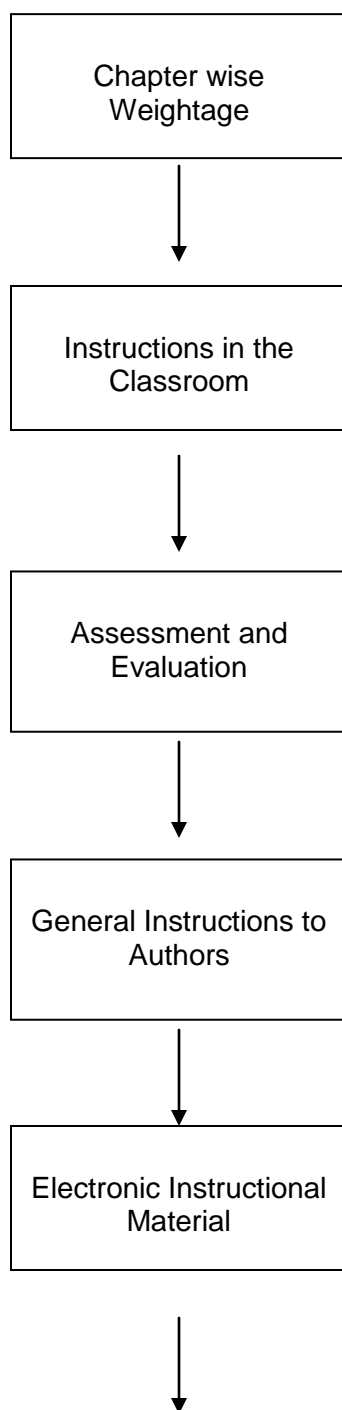 Chapter wise
Weightage
Instructions in the
Classroom
Assessment and
Evaluation
General Instructions to
Authors
Electronic Instructional
Material